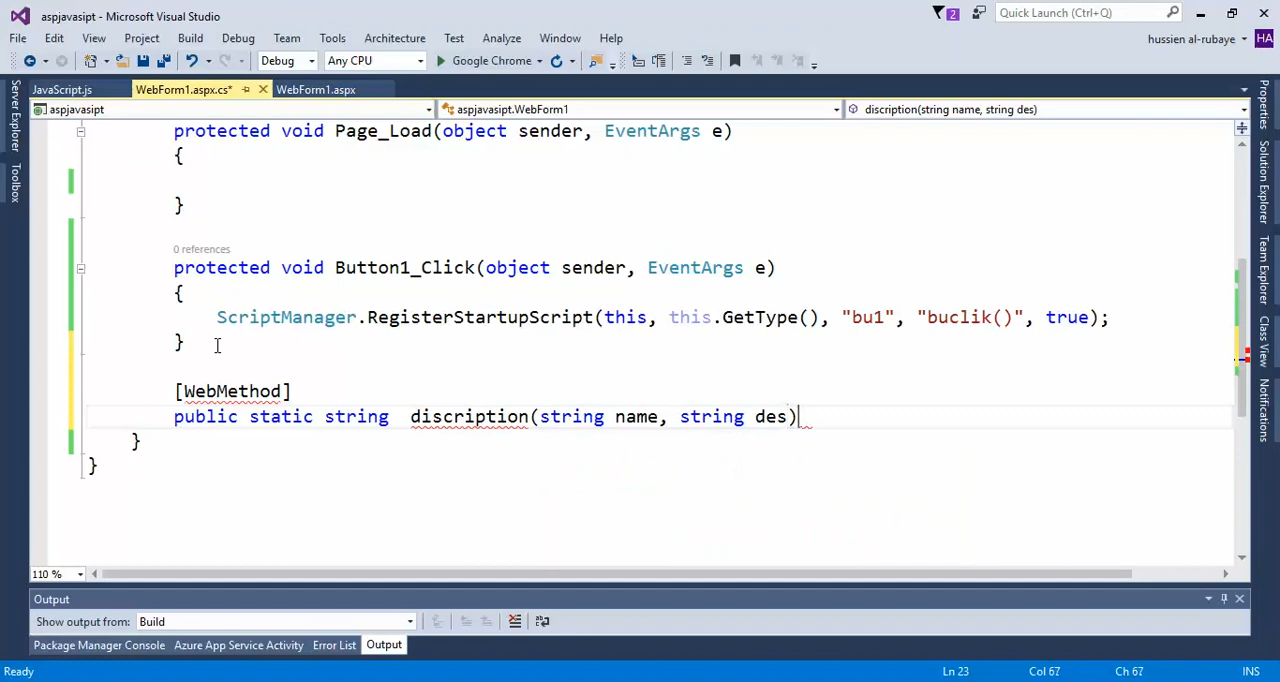 aspjavasipt - Microsoft Visual Studio
2
Quick Launch (Ctrl+Q)
File Edit View Project Build Debug Team Tools Architecture Test Analyze Window Help
hussien al-rubaye HA
Debug Any CPU Google Chrome
JavaScript.js WebForm1.aspx.cs* WebForm1.aspx
aspjavasipt aspjavasipt.WebForm1 discription(string name, string des)
Server Explorer
Toolbox
protected void Page_Load(object sender, EventArgs e)
{
}
0 references
protected void Button1_Click(object sender, EventArgs e)
{
ScriptManager.RegisterStartupScript(this, this.GetType(), "bu1", "buclik()", true);
}
[WebMethod]
public static string  discription(string name, string des)
}
}
Properties
Solution Explorer
Team Explorer
Class View
Notifications
110 %
Output
Show output from: Build
Package Manager Console Azure App Service Activity Error List Output
Ready Ln 23 Col 67 Ch 67 INS